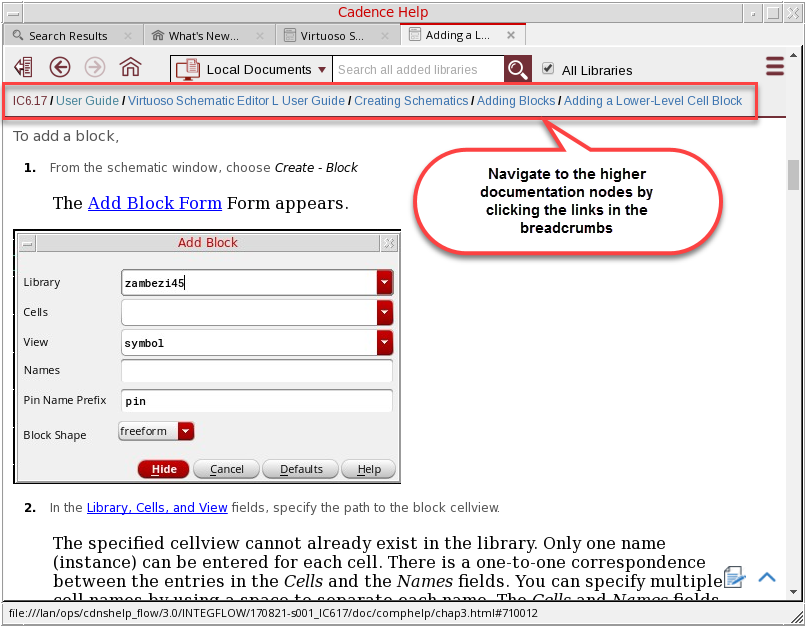 Cadence Help
Search Results
What's New...
Virtuoso S...
Adding a L...
Local Documents
Search all added libraries
All Libraries
IC6.17 / User Guide / Virtuoso Schematic Editor L User Guide / Creating Schematics / Adding Blocks / Adding a Lower-Level Cell Block
To add a block,
1. From the schematic window, choose Create - Block
The Add Block Form Form appears.
Navigate to the higher
documentation nodes by
clicking the links in the
breadcrumbs
Add Block
Library zambezi45
Cells
View symbol
Names
Pin Name Prefix pin
Block Shape freeform
Hide Cancel Defaults Help
2. In the Library, Cells, and View fields, specify the path to the block cellview.
The specified cellview cannot already exist in the library. Only one name
(instance) can be entered for each cell. There is a one-to-one correspondence
between the entries in the Cells and the Names fields. You can specify multiple
cell names by using a space to separate each name. The Cells and Names fields
file:///lan/ops/cdnshelp_flow/3.0/INTEGFLOW/170821-s001_IC617/doc/comphelp/chap3.html#710012